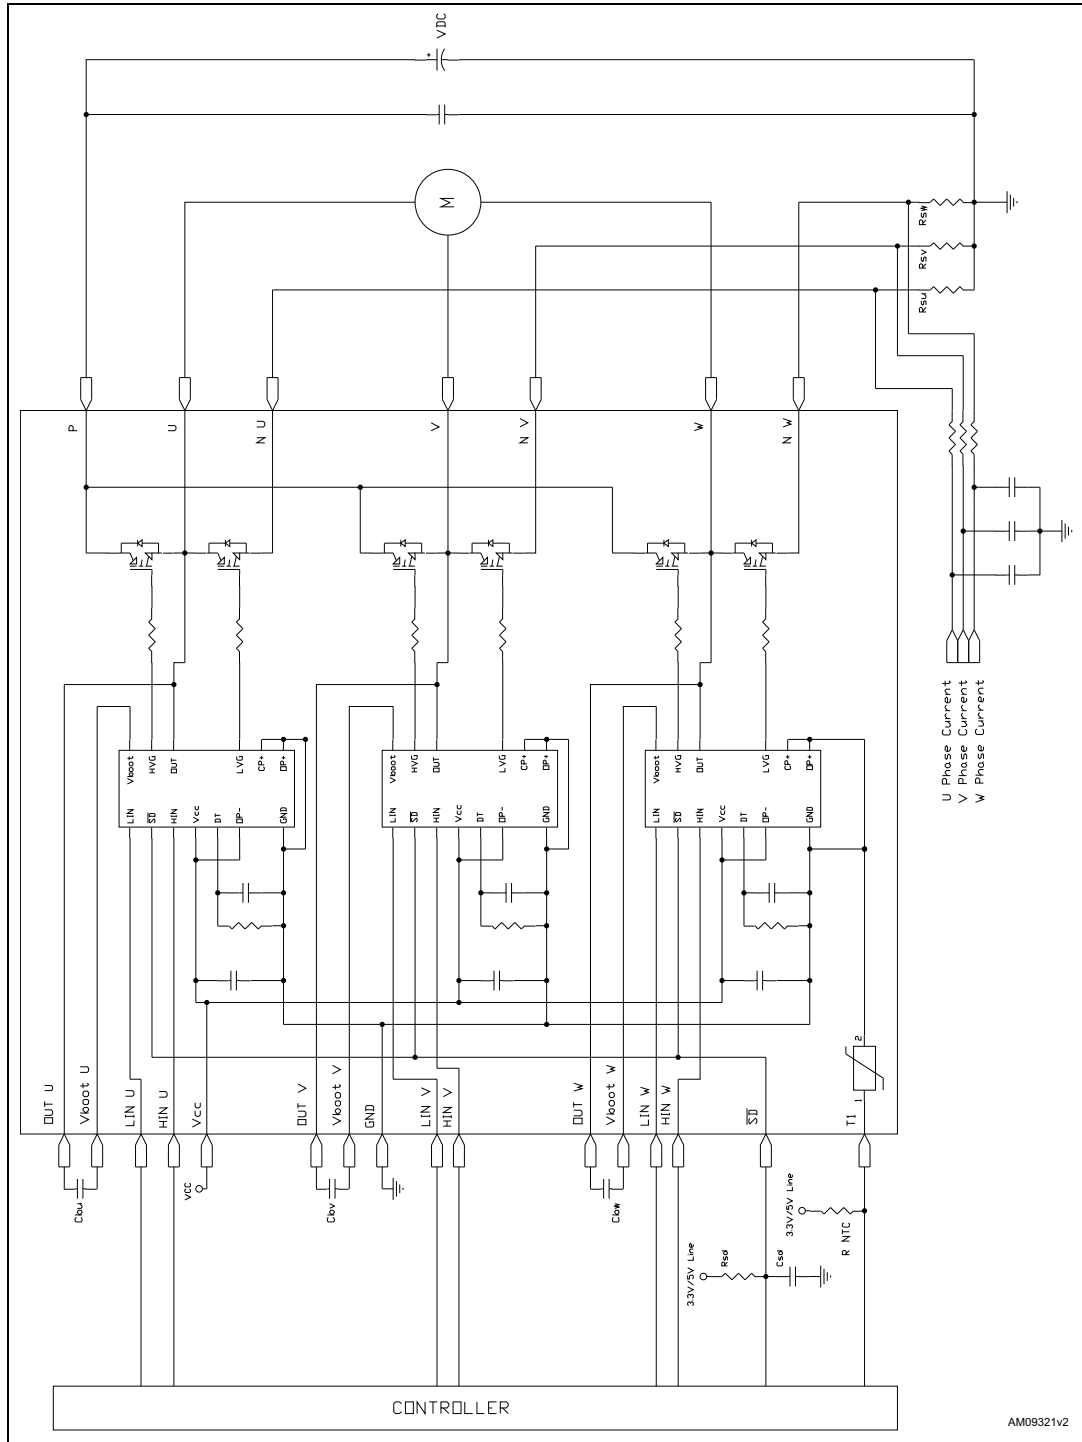 VDC
+
M
Rsw
Rsv
Rsu
P
U
N U
V
N V
W
N W
U Phase Current
V Phase Current
W Phase Current
Vboot
HVG
OUT
LVG
CP+
OP+
LIN
SD
HIN
Vcc
DT
OP-
GND
Vboot
HVG
OUT
LVG
CP+
OP+
LIN
SD
HIN
Vcc
DT
OP-
GND
Vboot
HVG
OUT
LVG
CP+
OP+
LIN
SD
HIN
Vcc
DT
OP-
GND
2
1
OUT U
Vboot U
LIN U
HIN U
Vcc
OUT V
Vboot V
GND
LIN V
HIN V
OUT W
Vboot W
LIN W
HIN W
SD
T1
Cbu
VCC
Cbv
Cbw
3.3V/5V Line
R NTC
3.3V/5V Line
Rsd
Csd
CONTROLLER
AM09321v2